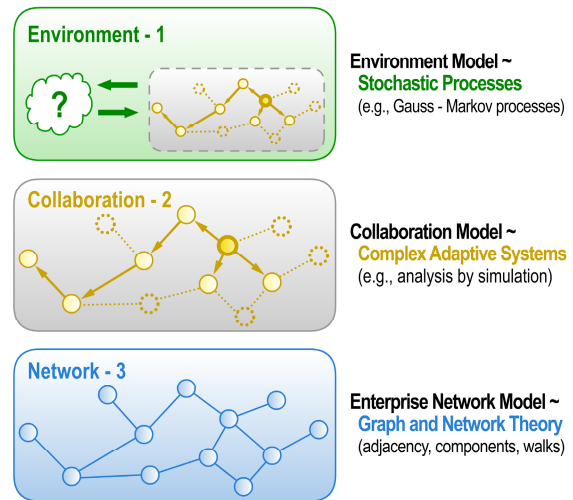 Environment - 1
?
Environment Model ~
Stochastic Processes
(e.g., Gauss - Markov processes)
Collaboration - 2
Collaboration Model ~
Complex Adaptive Systems
(e.g., analysis by simulation)
Network - 3
Enterprise Network Model ~
Graph and Network Theory
(adjacency, components, walks)